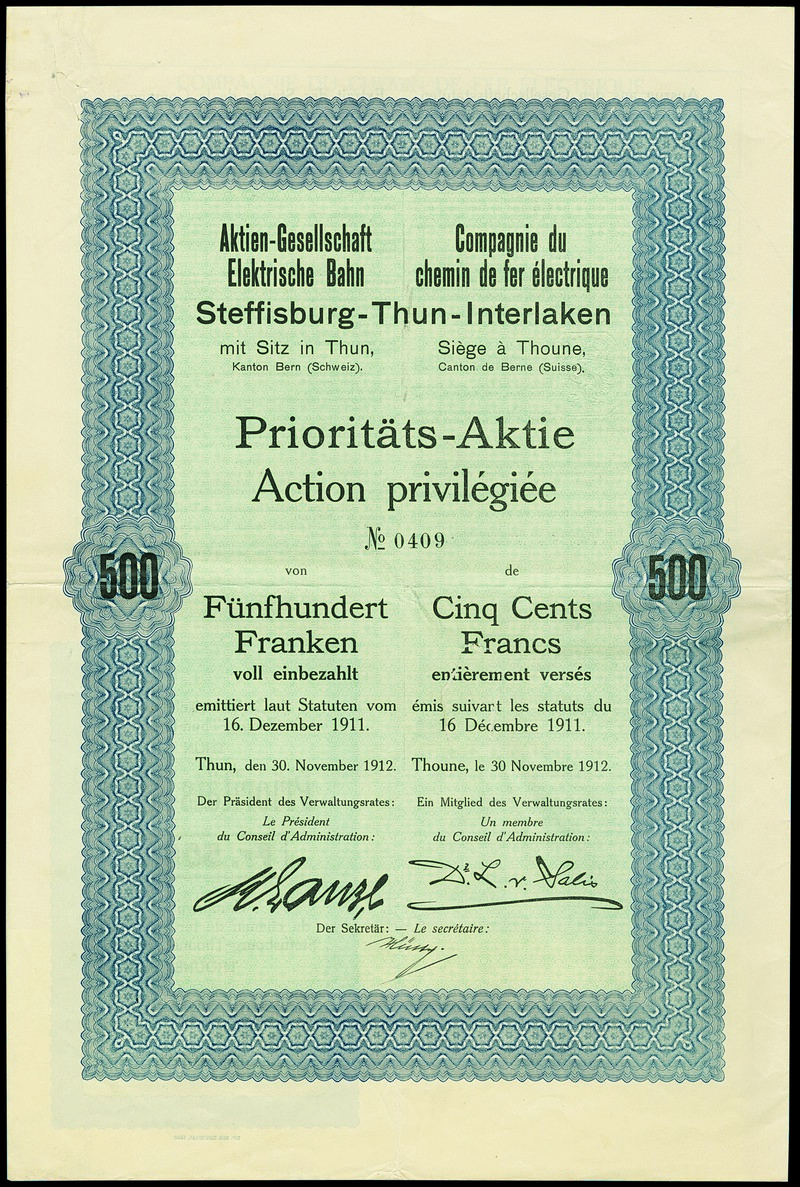 Aktien-Gesellschaft
Elektrische Bahn
Compagnie du
chemin de fer électrique
Steffisburg-Thun-Interlaken
mit Sitz in Thun,
Kanton Bern (Schweiz).
Siège à Thoune,
Canton de Berne (Suisse).
Prioritäts-Aktie
Action privilégiée
№ 0409
von
de
500
500
Fünfhundert
Franken
voll einbezahlt
Cinq Cents
Francs
entièrement versés
emittiert laut Statuten vom
16. Dezember 1911.
émis suivant les statuts du
16 Décembre 1911.
Thun, den 30. November 1912.
Thoune, le 30 Novembre 1912.
Der Präsident des Verwaltungsrates:
Le Président
du Conseil d'Administration:
Ein Mitglied des Verwaltungsrates:
Un membre
du Conseil d'Administration:
Dr. L. v. Salis
Der Sekretär: — Le secrétaire: